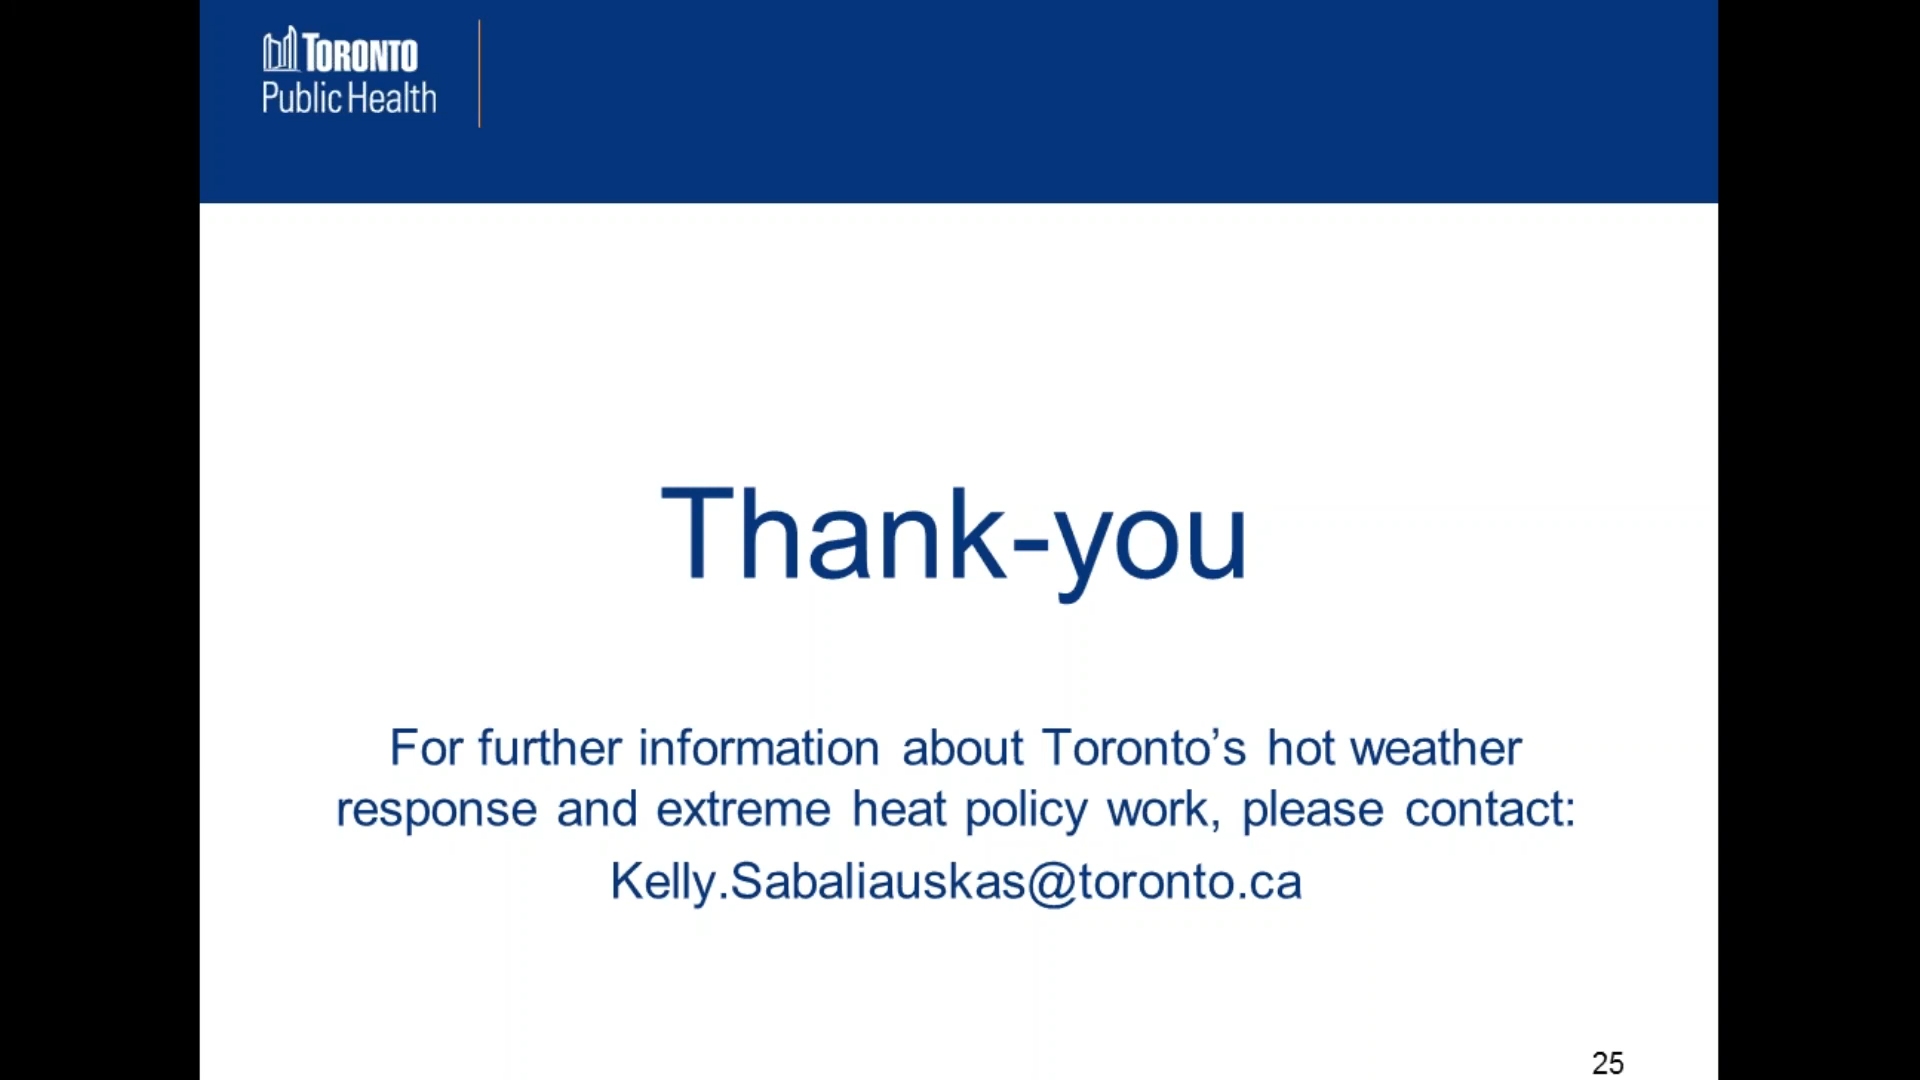 TORONTO
Public Health
Thank-you
For further information about Toronto’s hot weather
response and extreme heat policy work, please contact:
Kelly.Sabaliauskas@toronto.ca
25